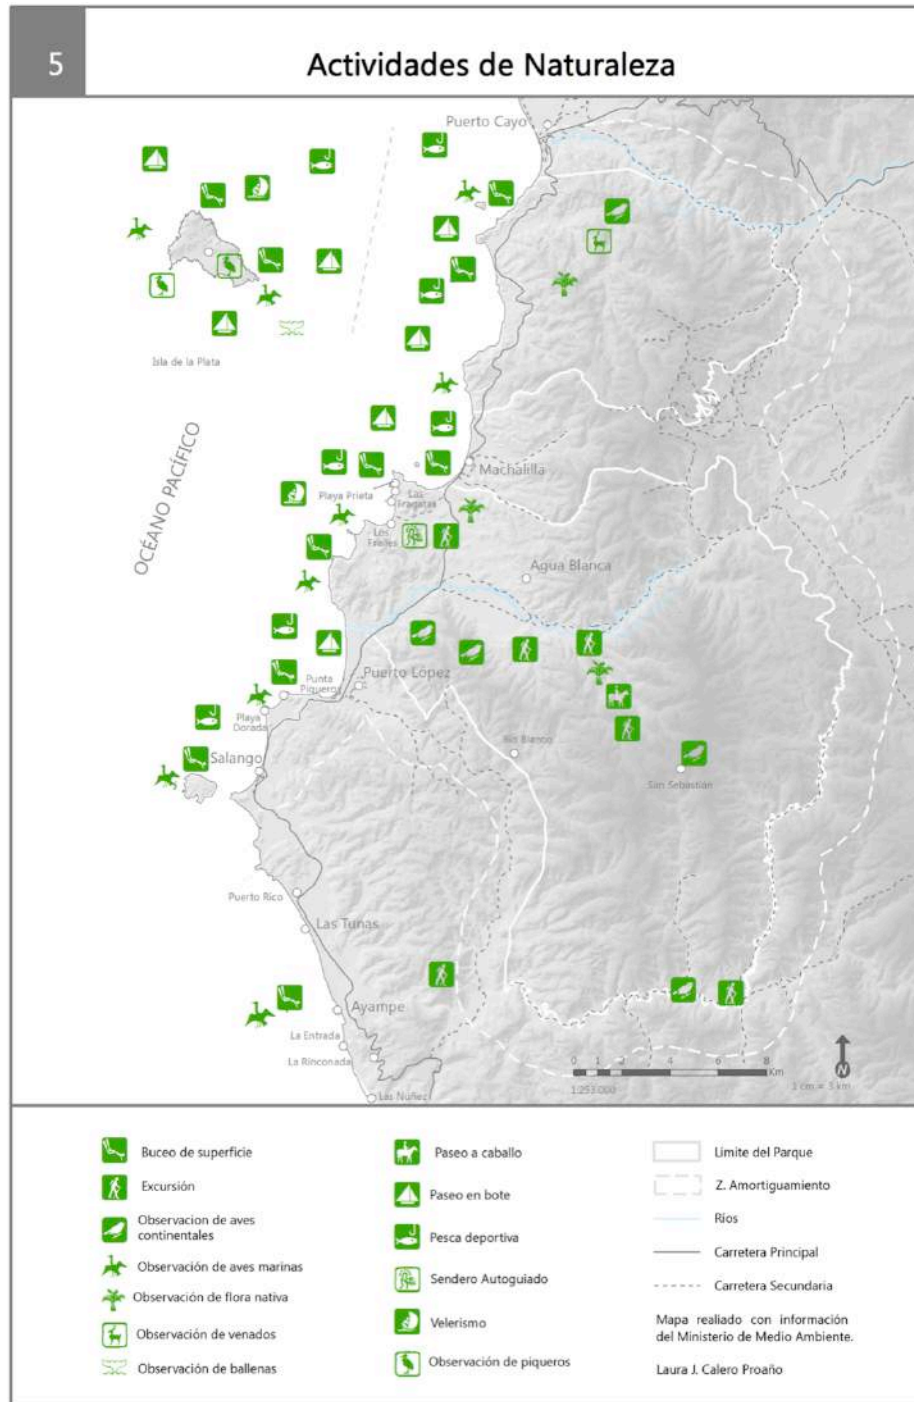 5
Actividades de Naturaleza
Puerto Cayo
Isla de la Plata
OCÉANO PACÍFICO
Machalilla
Playa Prieta
Las
Fragatas
Los
Frailes
Agua Blanca
Punta
Piqueros
Puerto López
Playa
Dorada
Salango
Río Blanco
San Sebastián
Puerto Rico
Las Tunas
Ayampe
La Entrada
La Rinconada
Las Nuñez
0 1 2 4 6 8
Km
1:253.000
N
1 cm = 3 km
Buceo de superficie
Excursión
Observacion de aves
continentales
Observación de aves marinas
Observación de flora nativa
Observación de venados
Observación de ballenas
Paseo a caballo
Paseo en bote
Pesca deportiva
Sendero Autoguiado
Velerismo
Observación de piqueros
Limite del Parque
Z. Amortiguamiento
Ríos
Carretera Principal
Carretera Secundaria
Mapa realiado con información
del Ministerio de Medio Ambiente.
Laura J. Calero Proaño